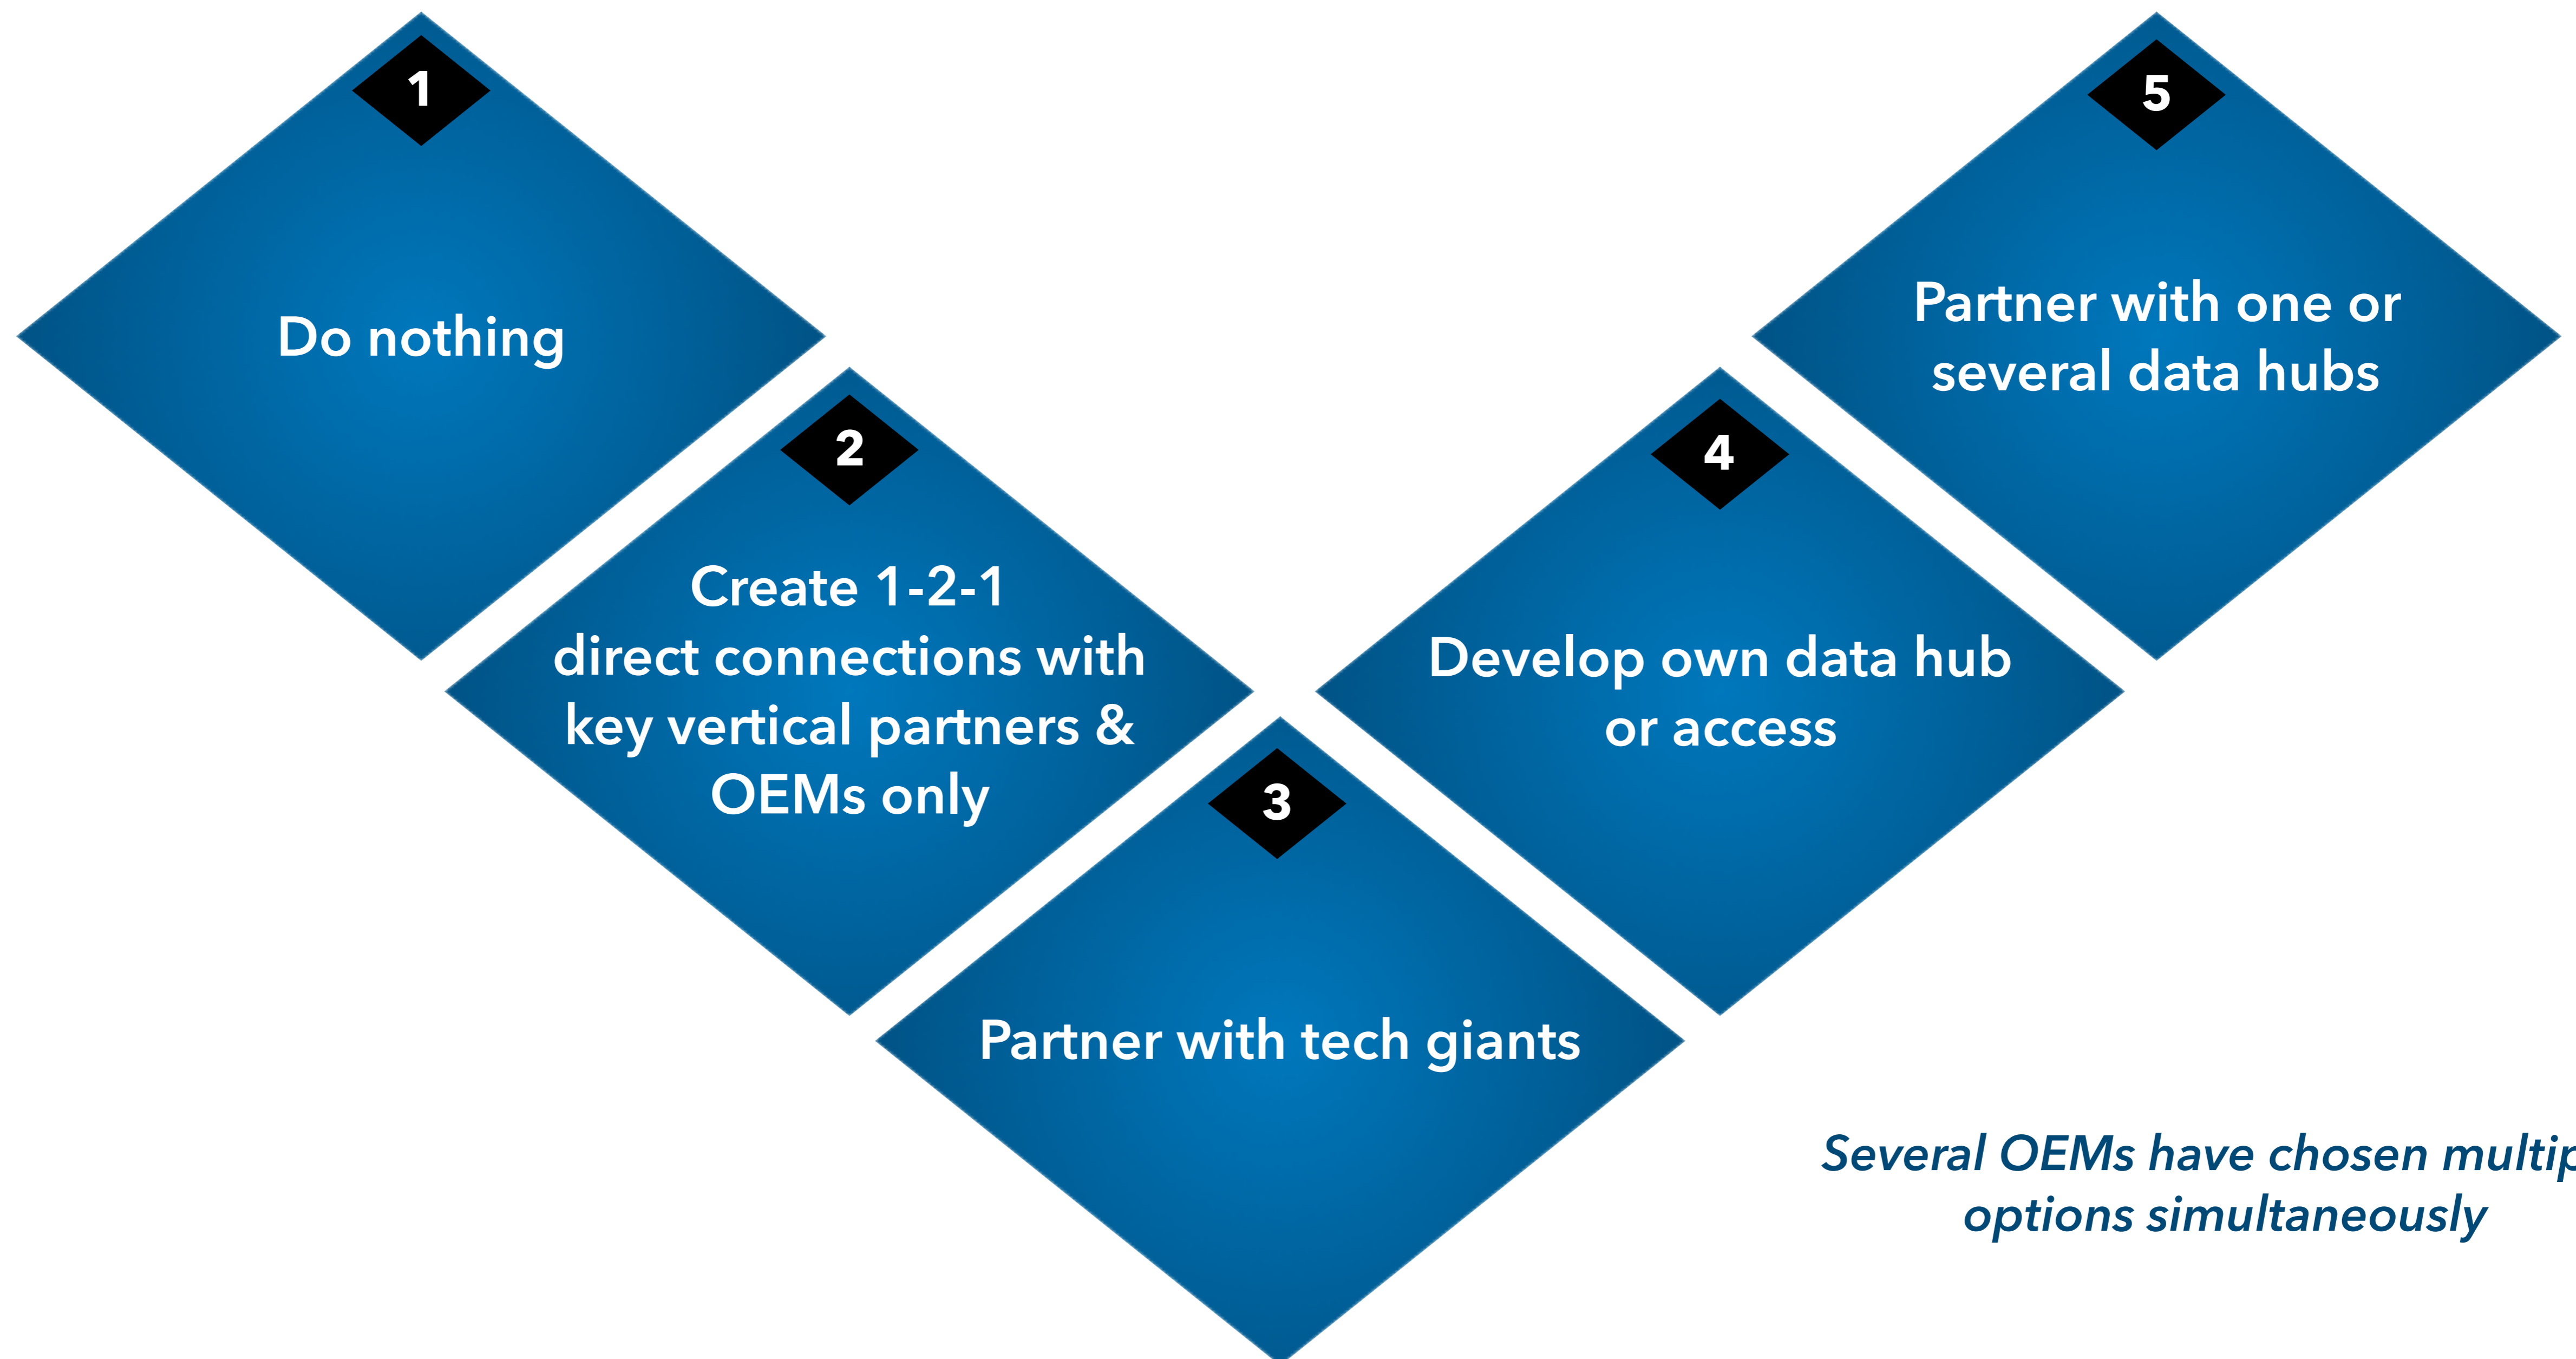 1
Do nothing
2
Create 1-2-1
direct connections with
key vertical partners &
OEMs only
3
Partner with tech giants
4
Develop own data hub
or access
5
Partner with one or
several data hubs
Several OEMs have chosen
options simultaneously